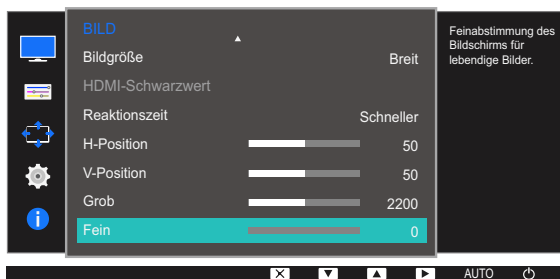 BILD
Bildgröße Breit
HDMI-Schwarzwert
Reaktionszeit Schneller
H-Position 50
V-Position 50
Grob 2200
Fein 0
Feinabstimmung des
Bildschirms für
lebendige Bilder.
AUTO